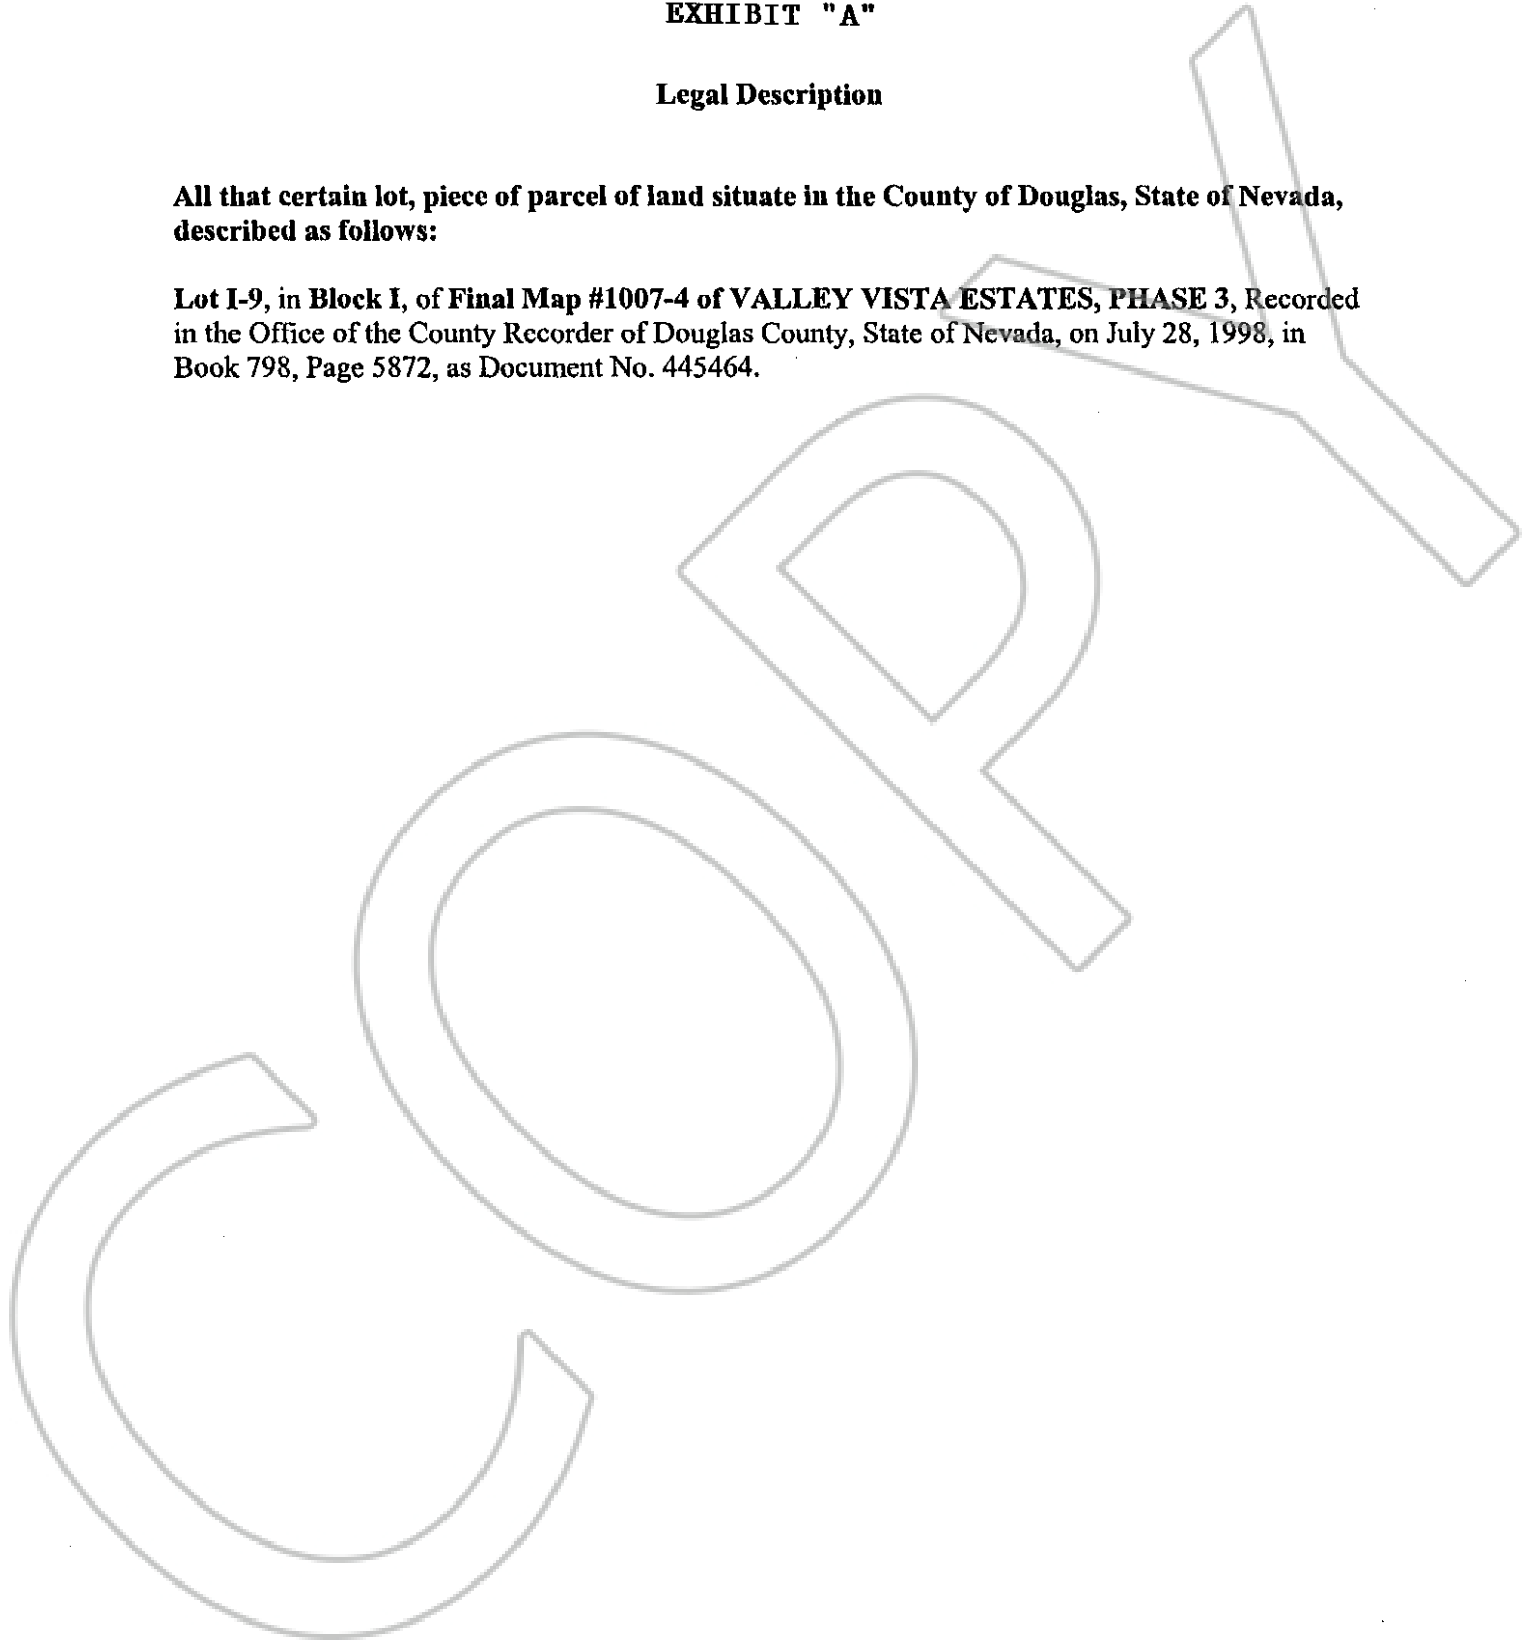 EXHIBIT "A"
Legal Description
All that certain lot, piece of parcel of land situate in the County of Douglas, State of Nevada,
described as follows:
Lot I-9, in Block I, of Final Map #1007-4 of VALLEY VISTA ESTATES, PHASE 3, Recorded
in the Office of the County Recorder of Douglas County, State of Nevada, on July 28, 1998, in
Book 798, Page 5872, as Document No. 445464.
COPY